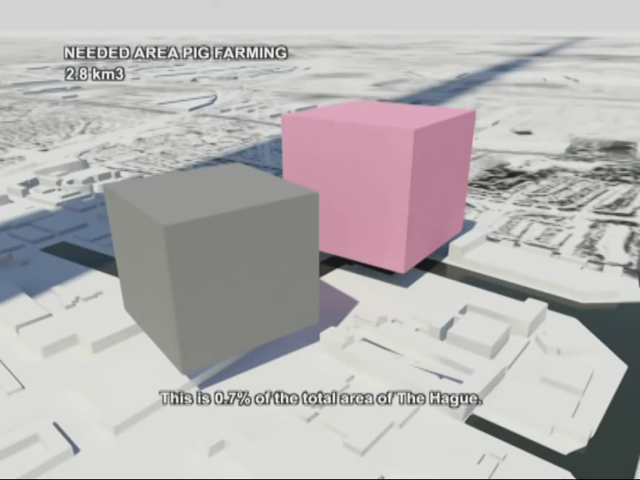 NEEDED AREA PIG FARMING
2.8 km3
This is 0.7% of the total area of The Hague.